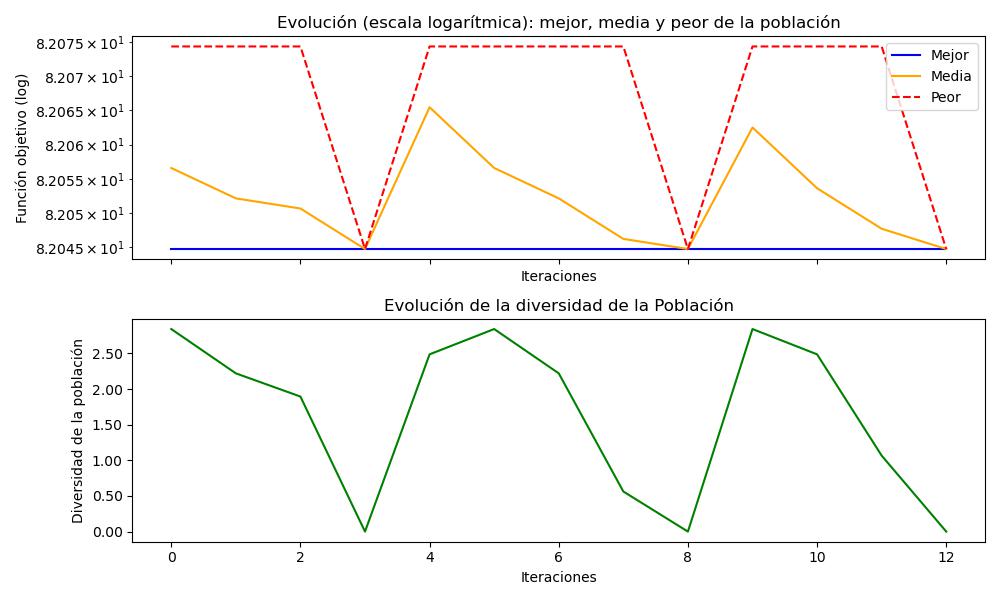 Evolución (escala logarítmica): mejor, media y peor de la población
Función objetivo (log)
8.2075 × 10¹
8.207 × 10¹
8.2065 × 10¹
8.206 × 10¹
8.2055 × 10¹
8.205 × 10¹
8.2045 × 10¹
Mejor
Media
Peor
Iteraciones
Evolución de la diversidad de la Población
Diversidad de la población
2.50
2.00
1.50
1.00
0.50
0.00
0 2 4 6 8 10 12
Iteraciones